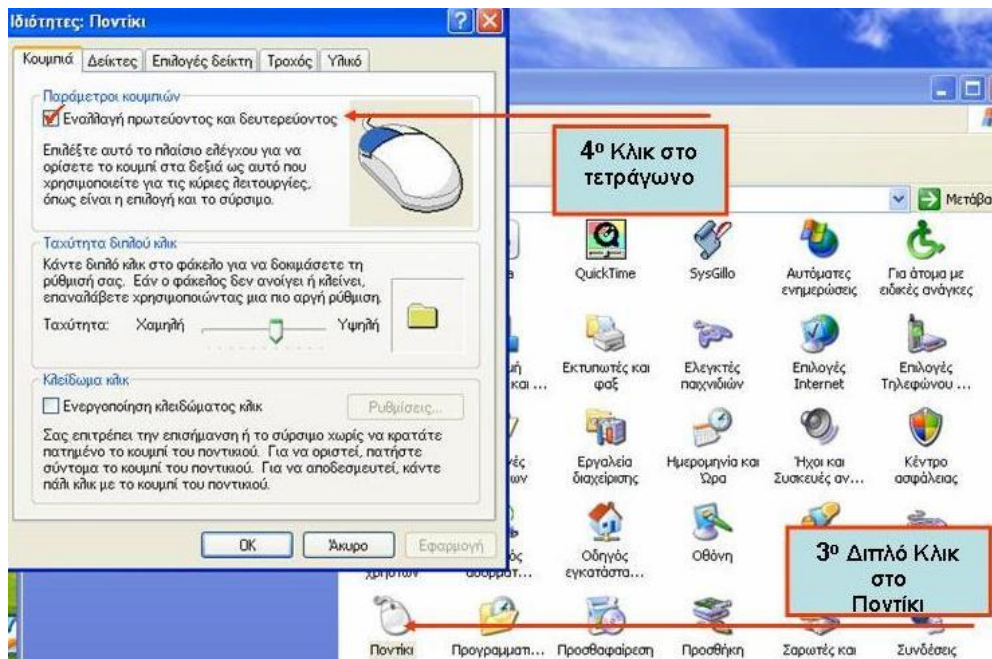 Ιδιότητες: Ποντίκι
Κουμπιά Δείκτες Επιλογές δείκτη Τροχός Υλικό
Παράμετροι κουμπιών
Εναλλαγή πρωτεύοντος και δευτερεύοντος
Επιλέξτε αυτό το πλαίσιο ελέγχου για να
ορίσετε το κουμπί στα δεξιά ως αυτό που
χρησιμοποιείτε για τις κύριες λειτουργίες,
όπως είναι η επιλογή και το σύρσιμο.
Ταχύτητα διπλού κλικ
Κάντε διπλό κλικ στο φάκελο για να δοκιμάσετε τη
ρύθμισή σας. Εάν ο φάκελος δεν ανοίγει ή κλείνει,
επαναλάβετε χρησιμοποιώντας μια πιο αργή ρύθμιση.
Ταχύτητα: Χαμηλή Υψηλή
Κλείδωμα κλικ
Ενεργοποίηση κλειδώματος κλικ
Ρυθμίσεις...
Σας επιτρέπει την επισήμανση ή το σύρσιμο χωρίς να κρατάτε
πατημένο το κουμπί του ποντικιού. Για να οριστεί, πατήστε
σύντομα το κουμπί του ποντικιού. Για να αποδεσμευτεί, κάντε
πάλι κλικ με το κουμπί του ποντικιού.
OK Άκυρο Εφαρμογή
4ο Κλικ στο
τετράγωνο
Μετάβα
QuickTime
SysGillo
Αυτόματες
ενημερώσεις
Για άτομα με
ειδικές ανάγκες
και ...
Εκτυπωτές και
φαξ
Ελεγκτές
παιχνιδιών
Επιλογές
Internet
Επιλογές
Τηλεφώνου ...
Εργαλεία
διαχείρισης
Ημερομηνία και
Ώρα
Ήχοι και
Συσκευές αν...
Κέντρο
ασφάλειας
χρηστών
ασύρματ...
Οδηγός
εγκατάστα...
Οθόνη
3ο Διπλό Κλικ
στο
Ποντίκι
Ποντίκι
Προγραμματ...
Προσθαφαίρεση
Προσθήκη
Σαρωτές και
Συνδέσεις